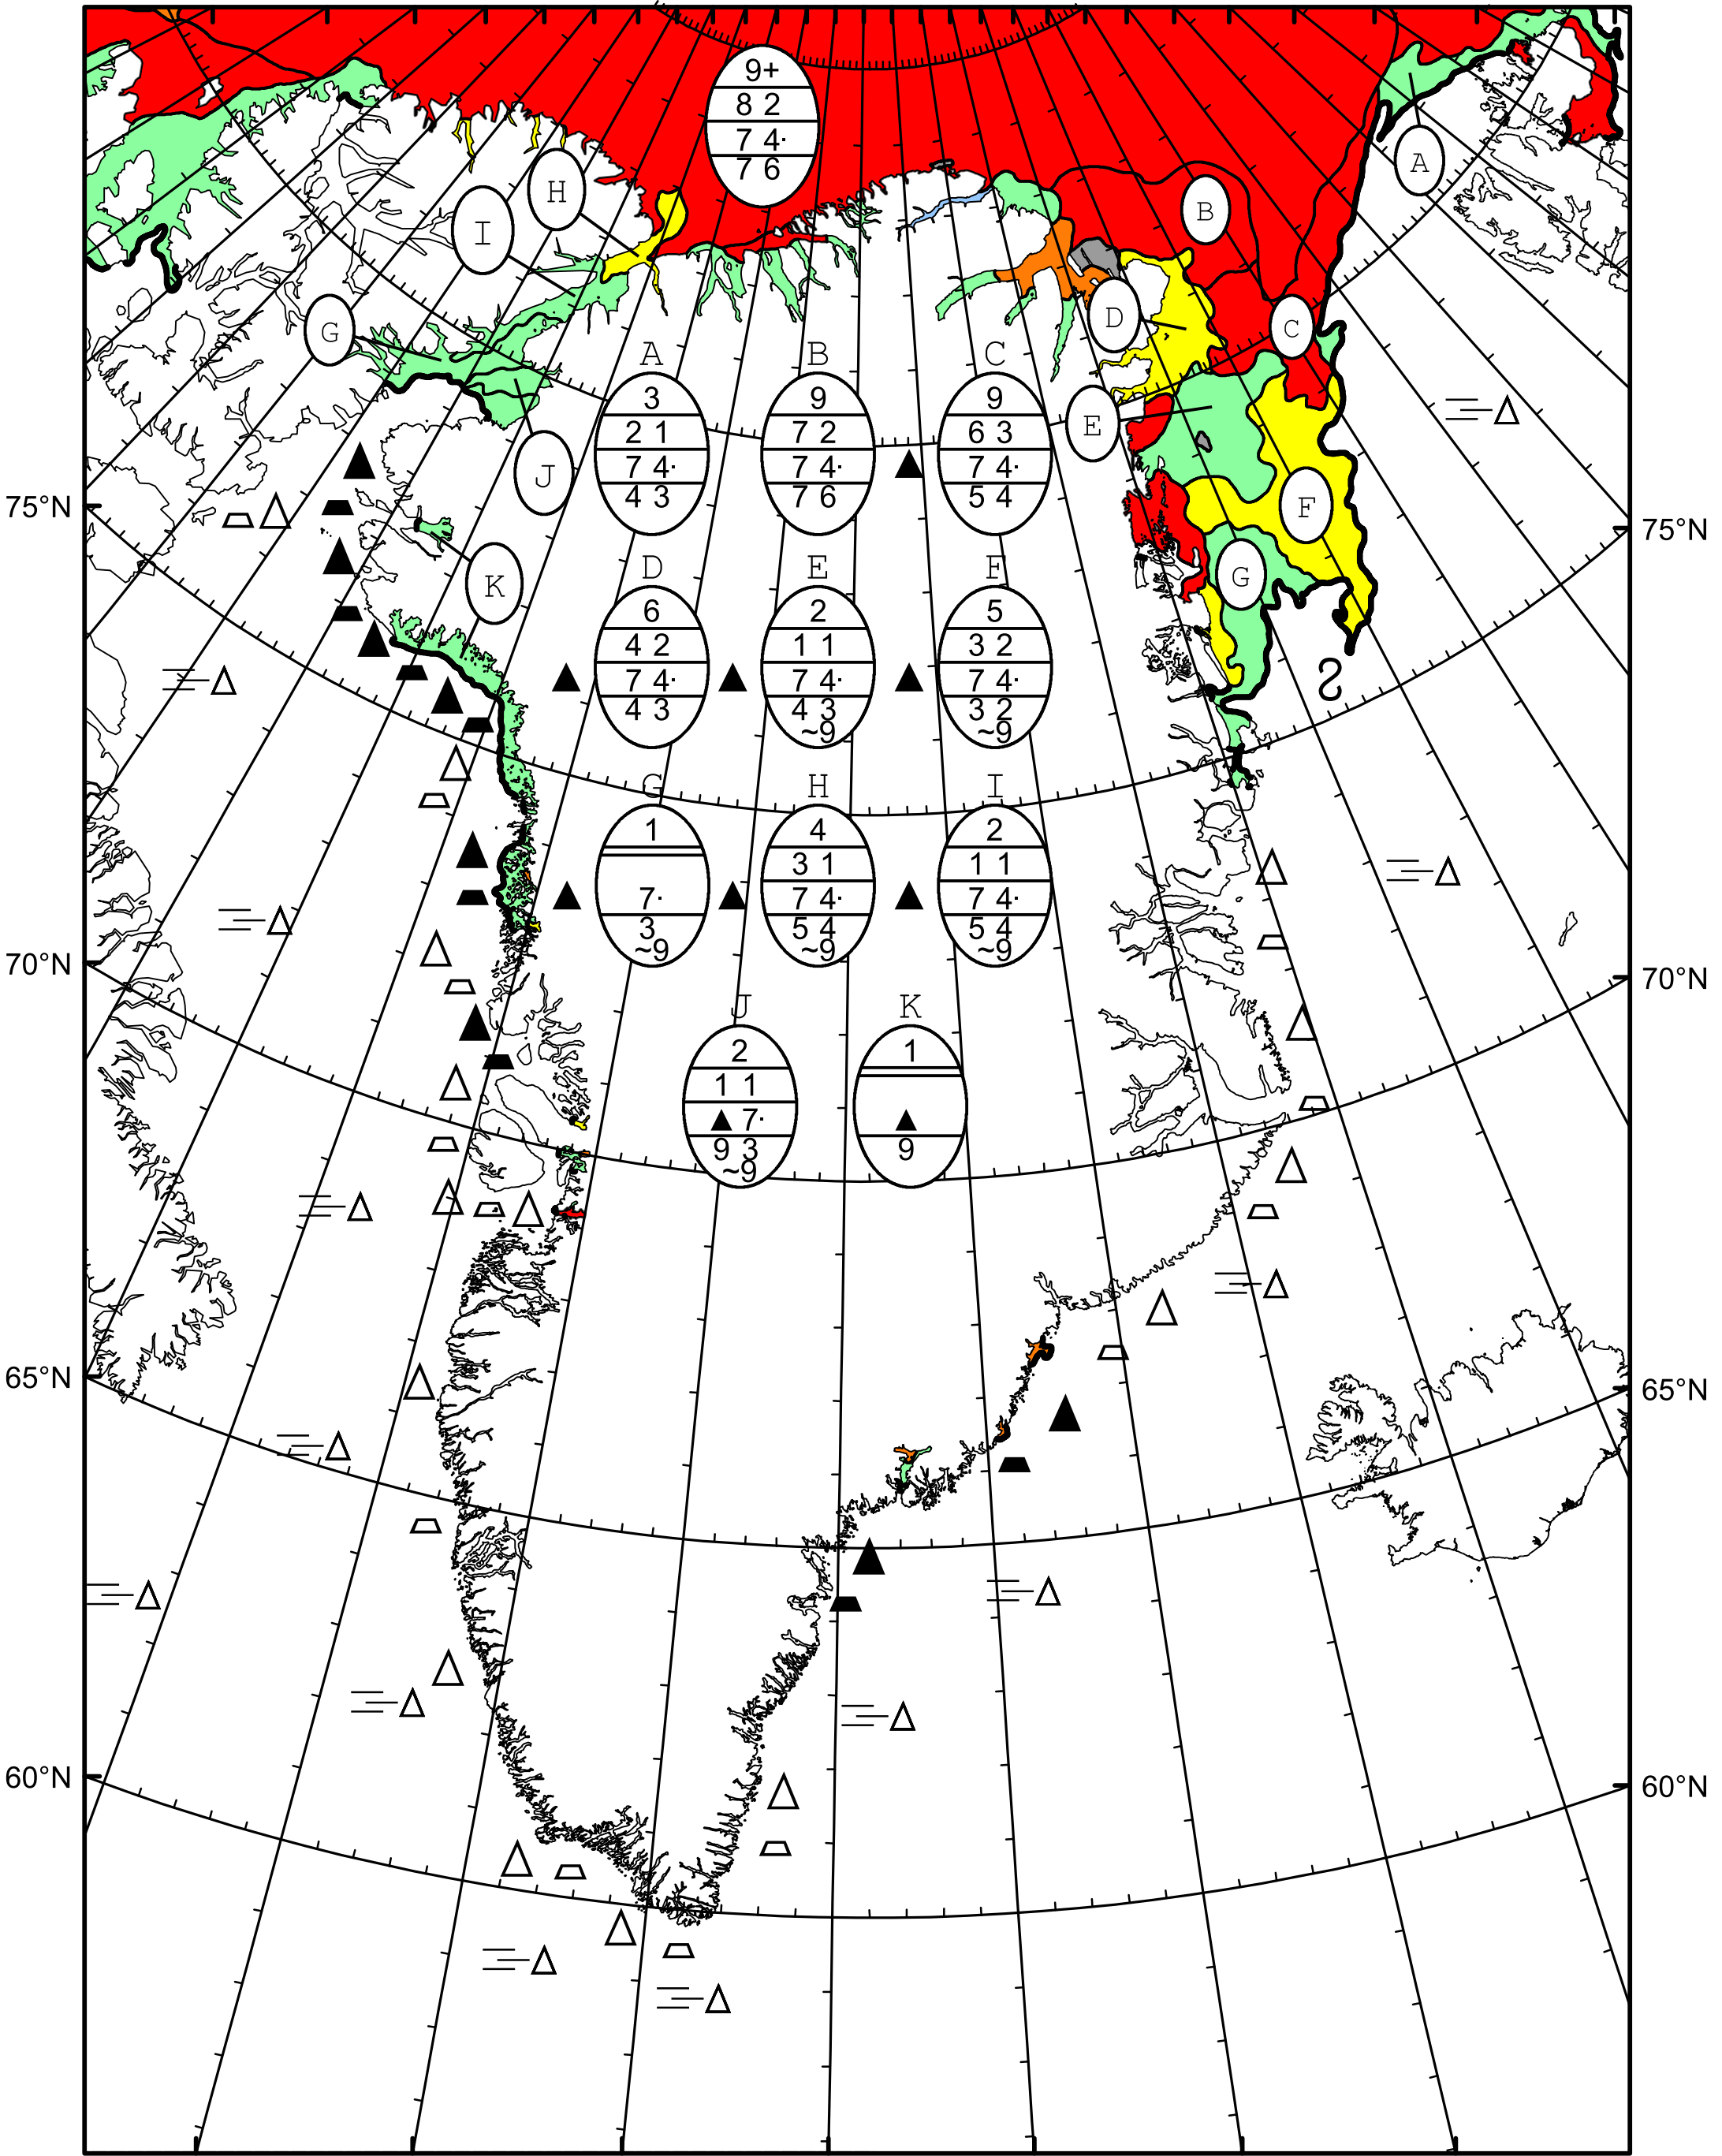 9+
8 2
7 4·
7 6
A
B
H
I
G
C
D
E
J
F
K
G
75°N
75°N
A B C
3 9 9
2 1 7 2 6 3
7 4· 7 4· ▲ 7 4·
4 3 7 6 5 4
D E F
6 2 5
4 2 1 1 3 2
▲ 7 4· ▲ 7 4· ▲ 7 4·
4 3 4 3 3 2
~9 ~9
G H I
1 4 2
3 1 1 1
▲ 7· ▲ 7 4· ▲ 7 4·
3 5 4 5 4
~9 ~9 ~9
70°N
70°N
J K
2 1
1 1
▲ 7· ▲
9 3 9
~9
65°N
65°N
60°N
60°N